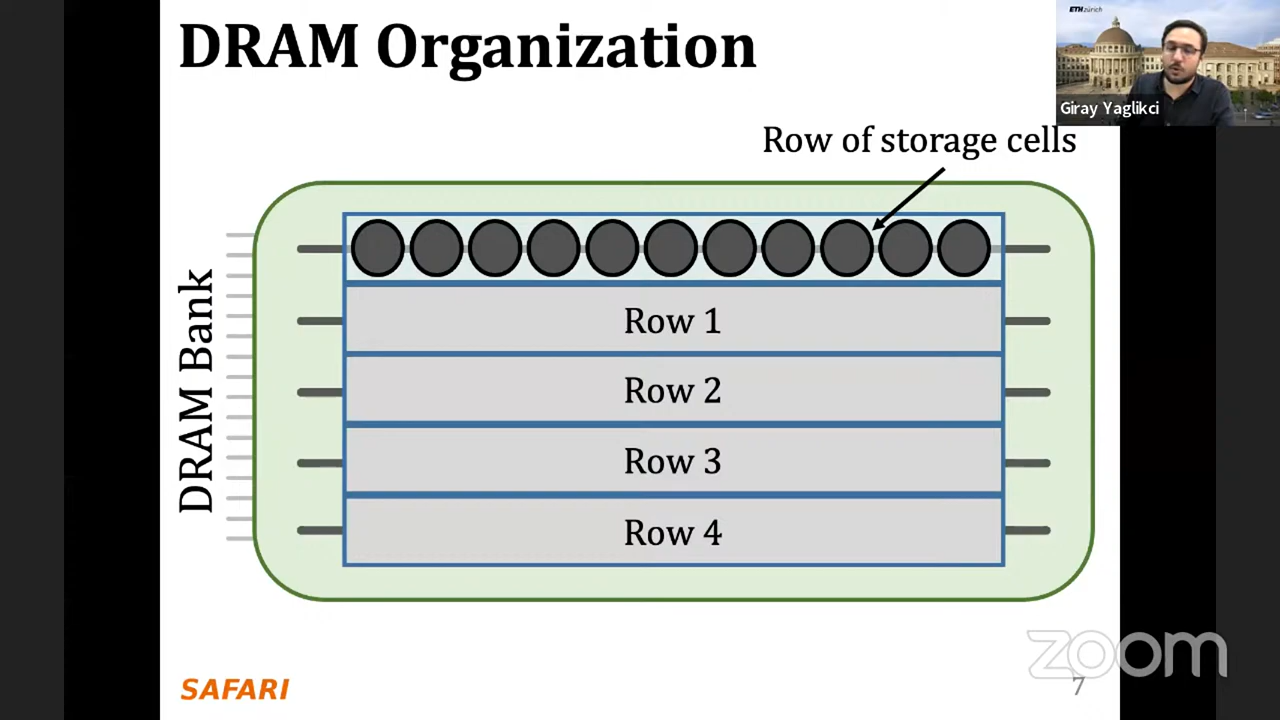 DRAM Organization
ETH zürich
Giray Yaglikci
Row of storage cells
DRAM Bank
Row 1
Row 2
Row 3
Row 4
zoom
SAFARI
7